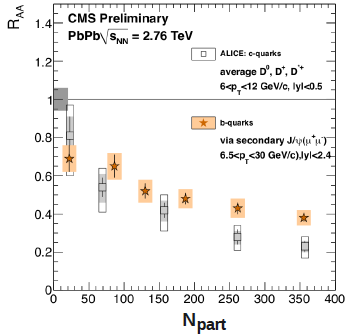 R_AA
1.4
1.2
1
0.8
0.6
0.4
0.2
0
CMS Preliminary
PbPb√s_NN = 2.76 TeV
ALICE: c-quarks
average D⁰, D⁺, D*⁺
6<p_T<12 GeV/c, |y|<0.5
b-quarks
via secondary J/ψ(μ⁺μ⁻)
6.5<p_T<30 GeV/c),|y|<2.4
0 50 100 150 200 250 300 350 400
N_part